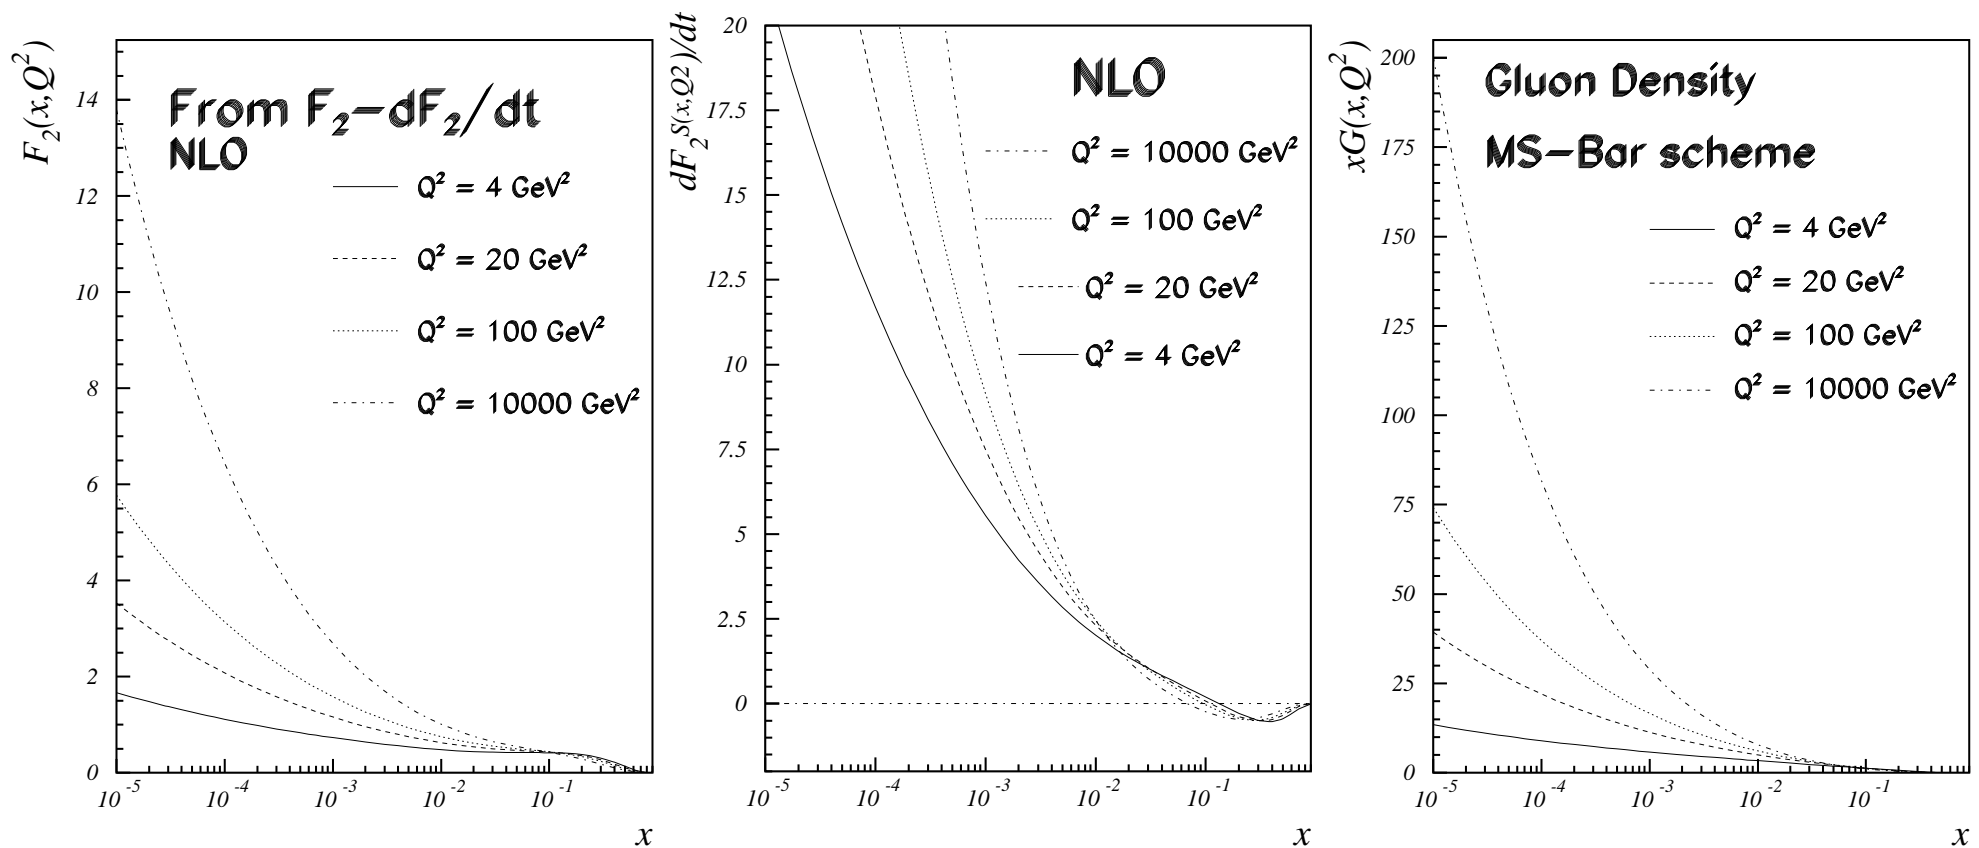 F₂(x,Q²)
14
12
10
8
6
4
2
0
From F₂–dF₂/dt
NLO
Q² = 4 GeV²
Q² = 20 GeV²
Q² = 100 GeV²
Q² = 10000 GeV²
10⁻⁵ 10⁻⁴ 10⁻³ 10⁻² 10⁻¹
x
dF₂ˢ(x,Q2)/dt
20
17.5
15
12.5
10
7.5
5
2.5
0
NLO
Q² = 10000 GeV²
Q² = 100 GeV²
Q² = 20 GeV²
Q² = 4 GeV²
10⁻⁵ 10⁻⁴ 10⁻³ 10⁻² 10⁻¹
x
xG(x,Q²)
200
175
150
125
100
75
50
25
0
Gluon Density
MS–Bar scheme
Q² = 4 GeV²
Q² = 20 GeV²
Q² = 100 GeV²
Q² = 10000 GeV²
10⁻⁵ 10⁻⁴ 10⁻³ 10⁻² 10⁻¹
x